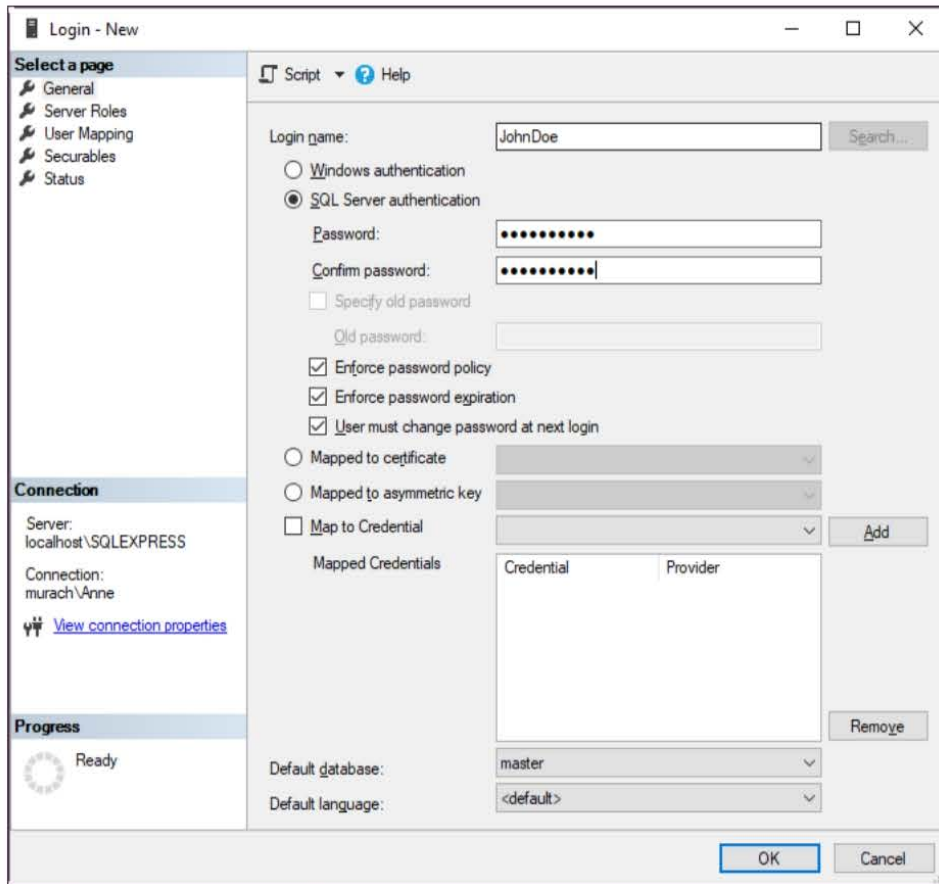 Login - New
Select a page
General
Server Roles
User Mapping
Securables
Status
Script Help
Login name: JohnDoe Search...
Windows authentication
SQL Server authentication
Password: ●●●●●●●●●●
Confirm password: ●●●●●●●●●●
Specify old password
Old password:
Enforce password policy
Enforce password expiration
User must change password at next login
Mapped to certificate
Mapped to asymmetric key
Map to Credential Add
Mapped Credentials Credential Provider
Remove
Default database: master
Default language: <default>
Connection
Server:
localhost\SQLEXPRESS
Connection:
murach\Anne
View connection properties
Progress
Ready
OK Cancel